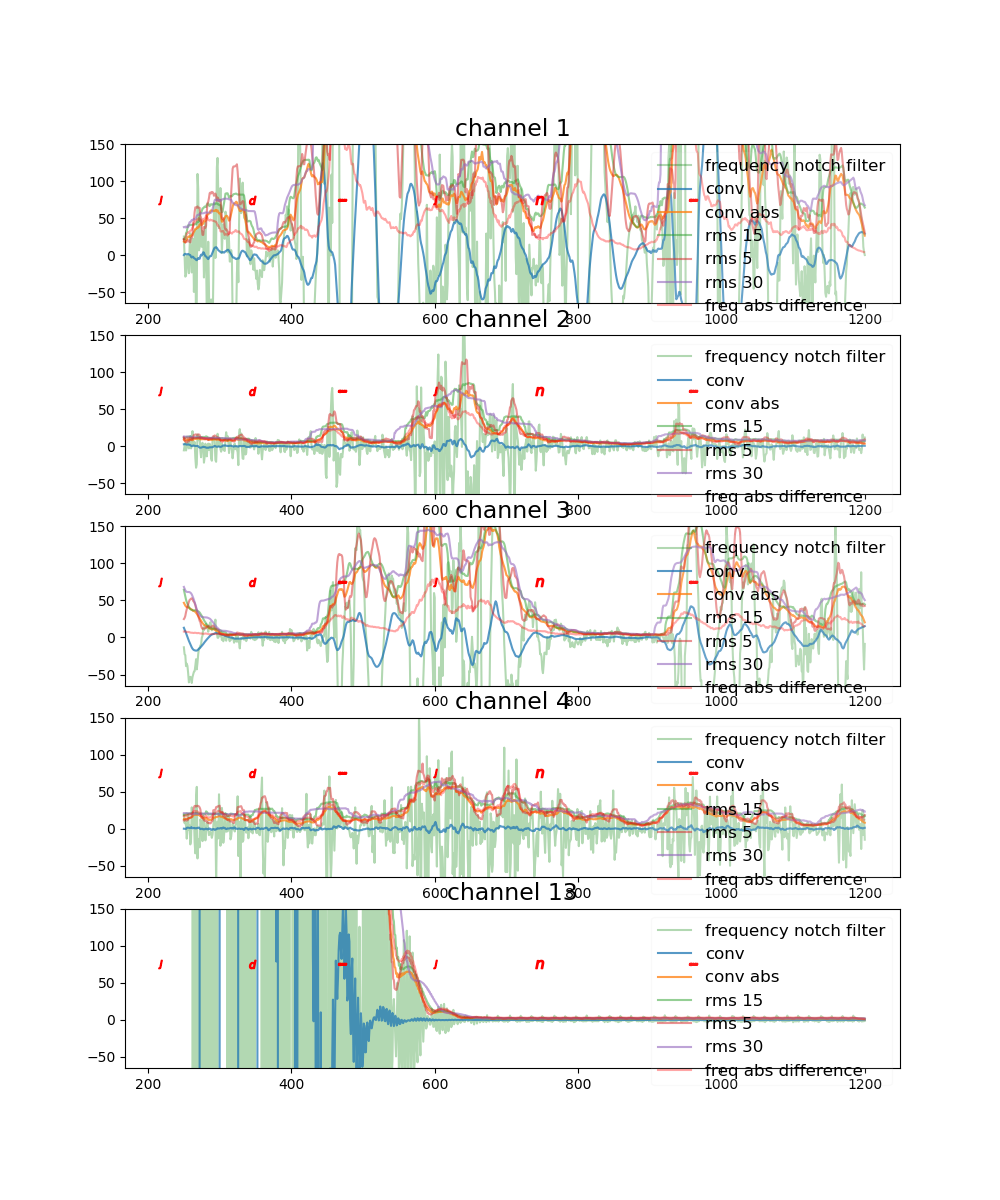 channel 1
150
100
50
0
−50
J d - J n -
frequency notch filter
conv
conv abs
rms 15
rms 5
rms 30
freq abs difference
200 400 600 800 1000 1200
channel 2
150
100
50
0
−50
J d - J n -
frequency notch filter
conv
conv abs
rms 15
rms 5
rms 30
freq abs difference
200 400 600 800 1000 1200
channel 3
150
100
50
0
−50
J d - J n -
frequency notch filter
conv
conv abs
rms 15
rms 5
rms 30
freq abs difference
200 400 600 800 1000 1200
channel 4
150
100
50
0
−50
J d - J n -
frequency notch filter
conv
conv abs
rms 15
rms 5
rms 30
freq abs difference
200 400 600 800 1000 1200
channel 13
150
100
50
0
−50
J d - J n -
frequency notch filter
conv
conv abs
rms 15
rms 5
rms 30
freq abs difference
200 400 600 800 1000 1200